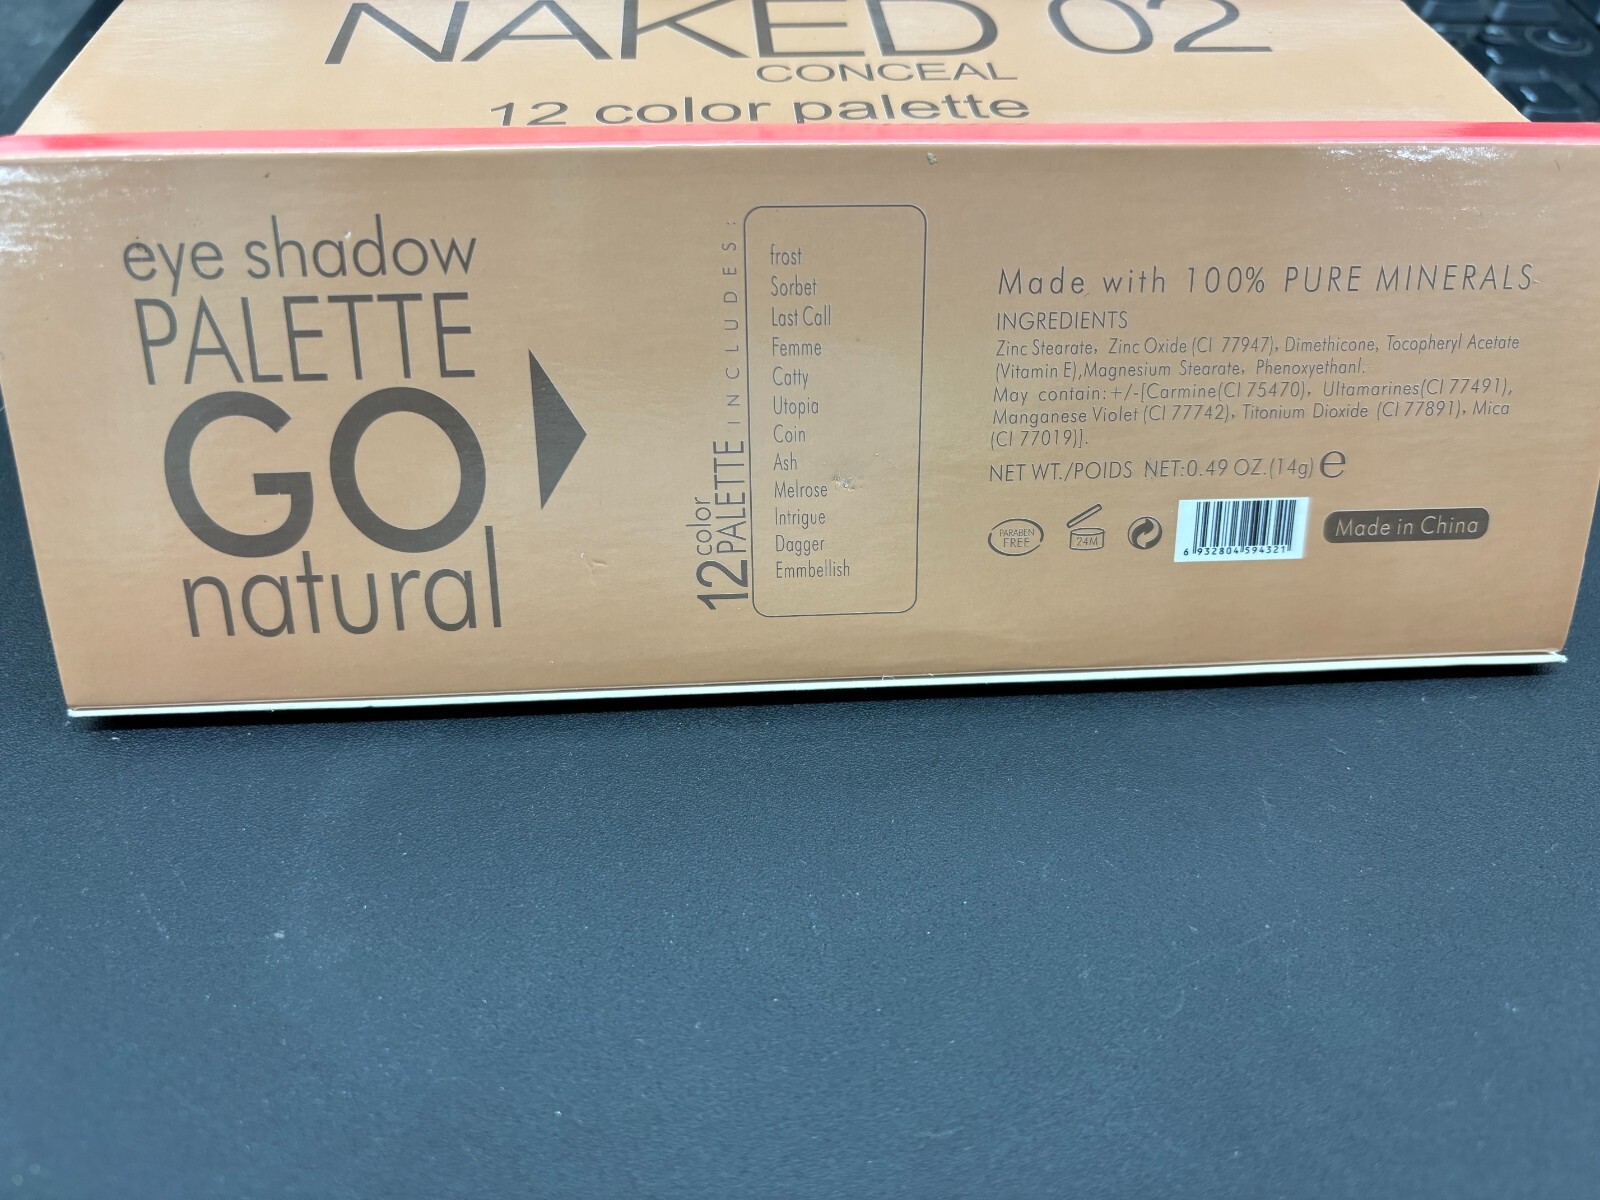 NAKED 02
CONCEAL
12 color palette
eye shadow
PALETTE
GO
natural
12 color PALETTE INCLUDES:
frost
Sorbet
Last Call
Femme
Catty
Utopia
Coin
Ash
Melrose
Intrigue
Dagger
Emmbellish
Made with 100% PURE MINERALS
INGREDIENTS
Zinc Stearate, Zinc Oxide (CI 77947), Dimethicone, Tocopheryl Acetate
(Vitamin E),Magnesium Stearate, Phenoxyethanl.
May contain:+/-[Carmine(CI 75470), Ultamarines(CI 77491),
Manganese Violet (CI 77742), Titonium Dioxide (CI 77891), Mica
(CI 77019)].
NET WT./POIDS NET:0.49 OZ.(14g) e
PARABEN
FREE
24M
6 932804 594321
Made in China